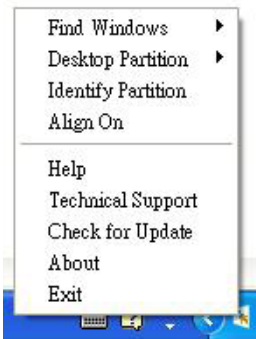 Find Windows
Desktop Partition
Identify Partition
Align On
Help
Technical Support
Check for Update
About
Exit